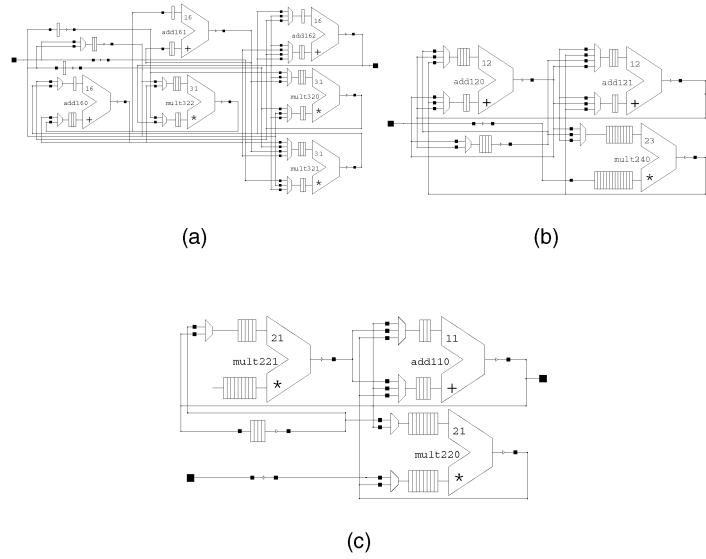 16
add161
+
16
add162
+
16
add160
+
31
mult322
*
31
mult320
*
31
mult321
*
(a)
12
add120
+
12
add121
+
23
mult240
*
(b)
21
mult221
*
11
add110
+
21
mult220
*
(c)